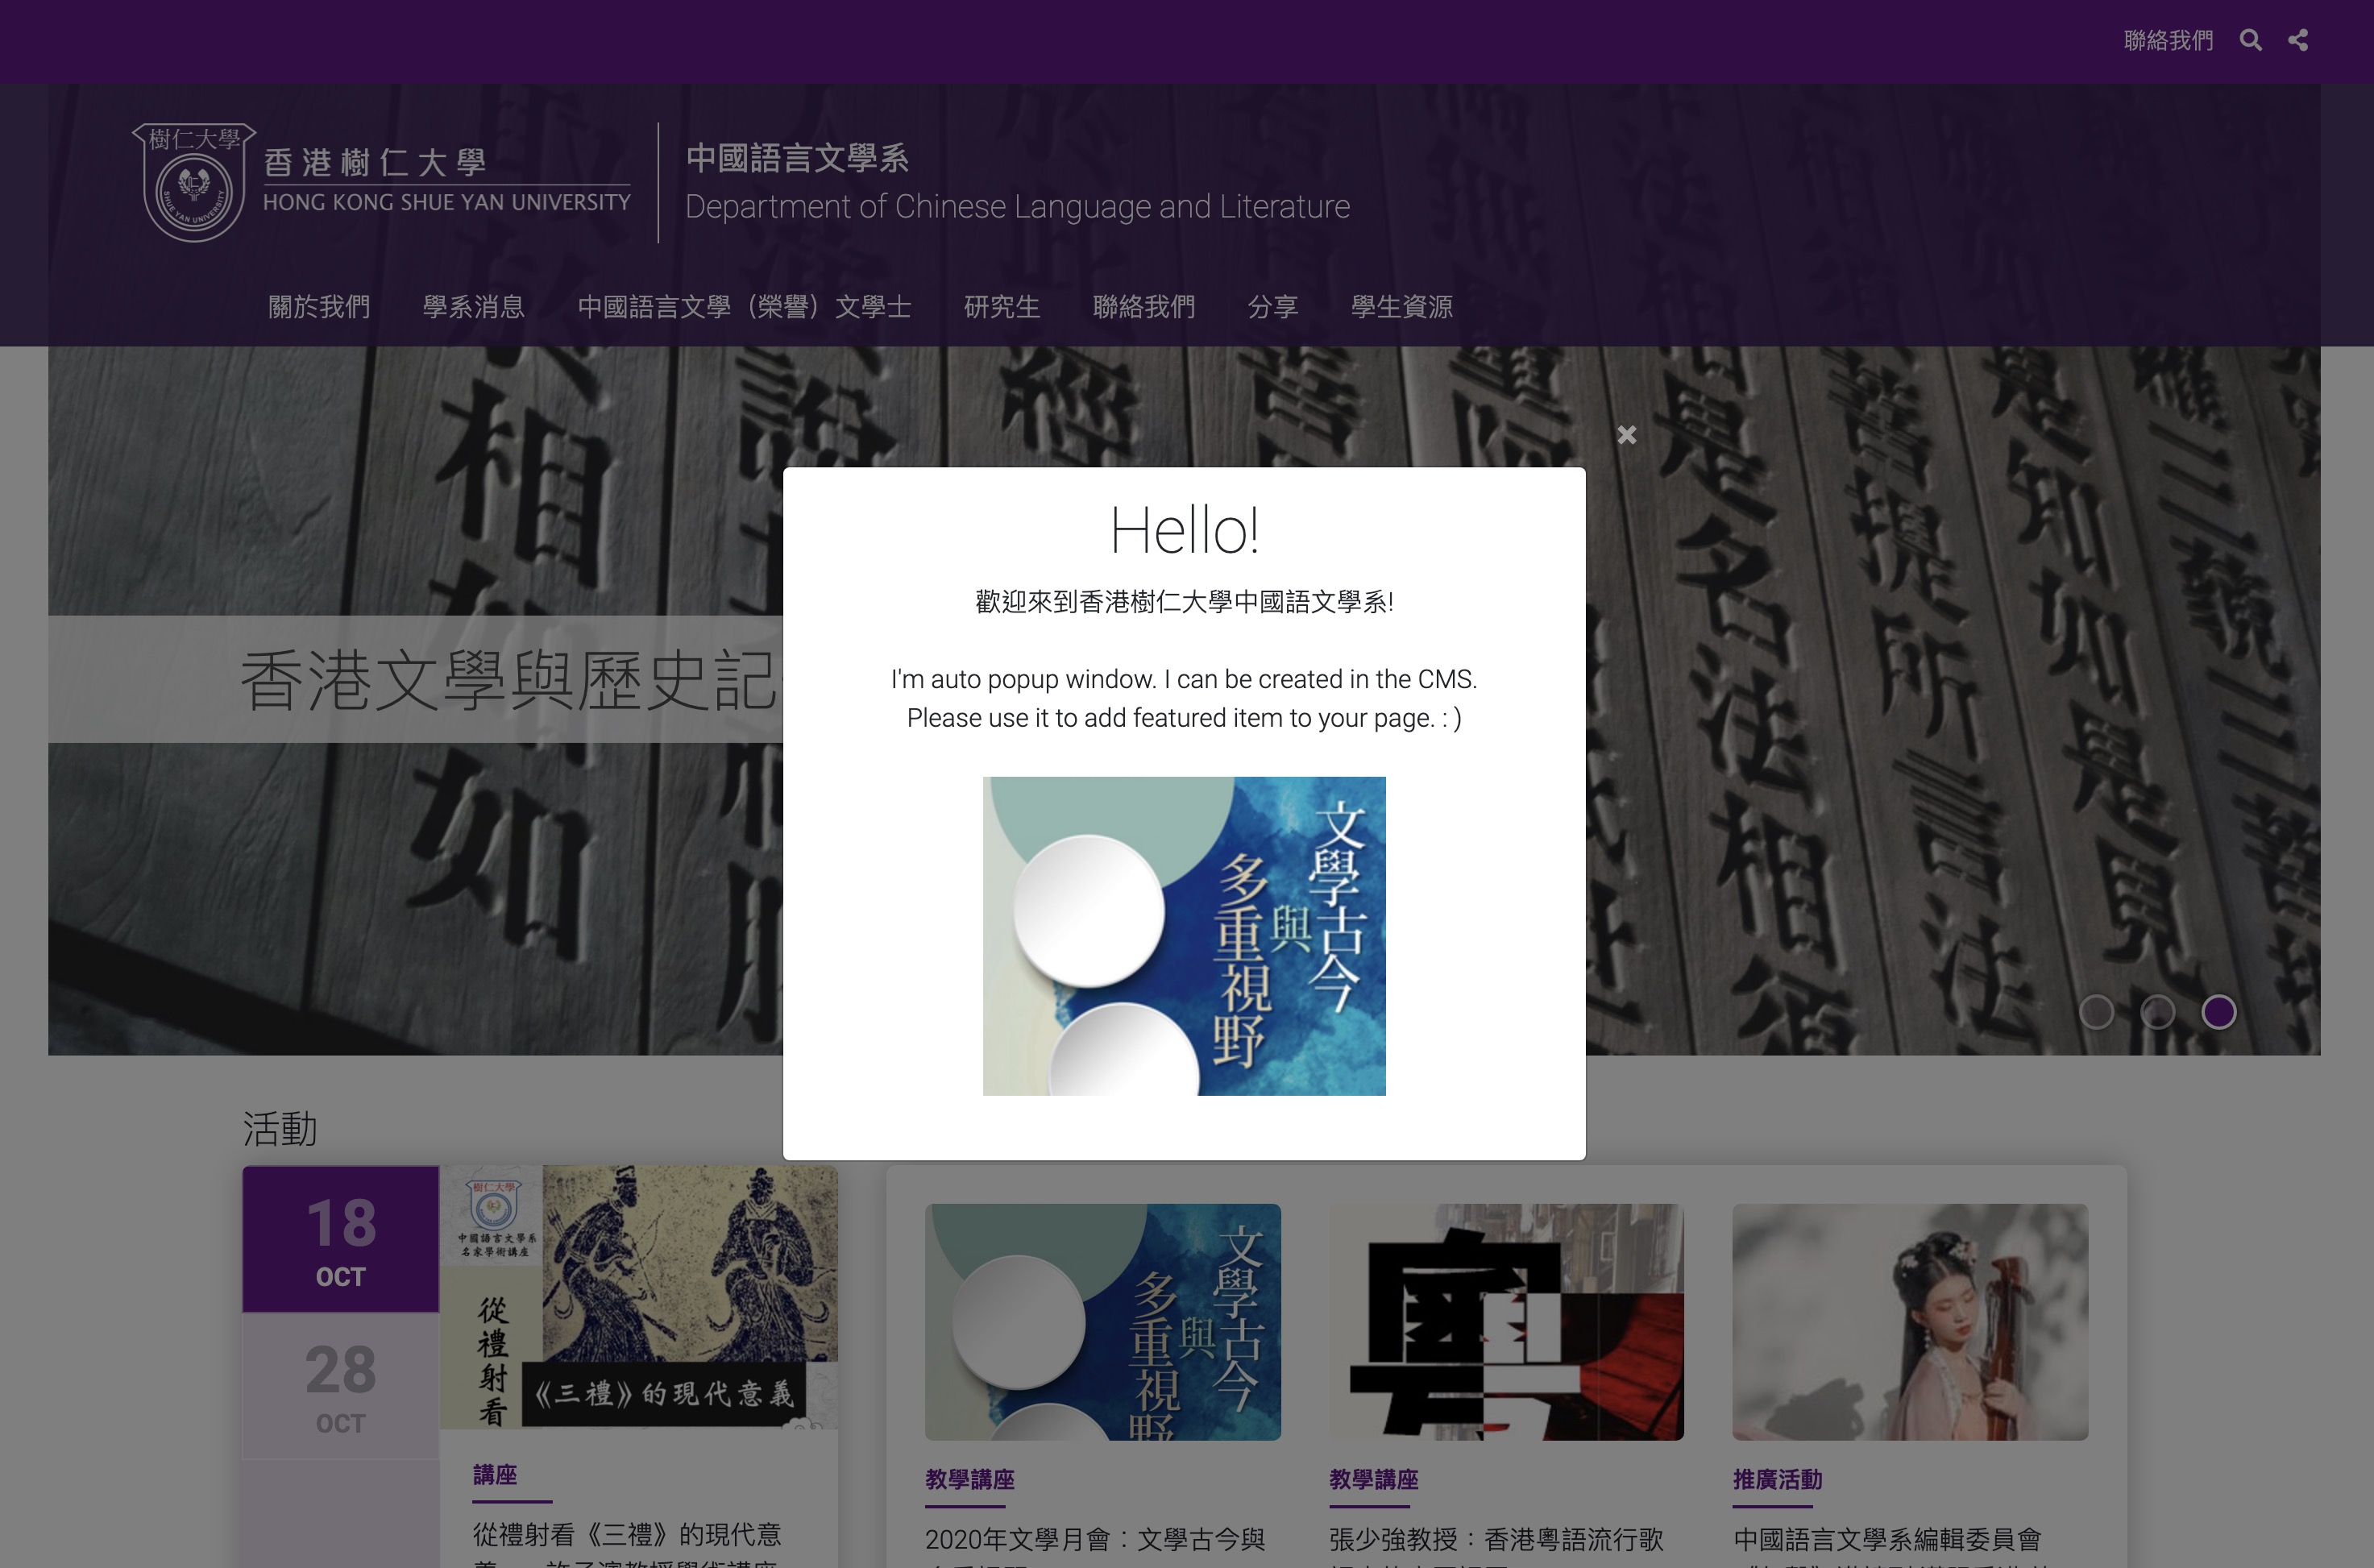 聯絡我們
樹仁大學
SHUE YAN UNIVERSITY
香港樹仁大學
HONG KONG SHUE YAN UNIVERSITY
中國語言文學系
Department of Chinese Language and Literature
關於我們
學系消息
中國語言文學（榮譽）文學士
研究生
聯絡我們
分享
學生資源
香港文學與歷史記
Hello!
歡迎來到香港樹仁大學中國語文學系!
I'm auto popup window. I can be created in the CMS.
Please use it to add featured item to your page. : )
文學古今
與
多重視野
活動
18
OCT
28
OCT
樹仁大學
中國語言文學系
名家學術講座
從禮射看
《三禮》的現代意義
講座
從禮射看《三禮》的現代意
文學古今
與
多重視野
教學講座
2020年文學月會：文學古今與
粵
教學講座
張少強教授：香港粵語流行歌
推廣活動
中國語言文學系編輯委員會